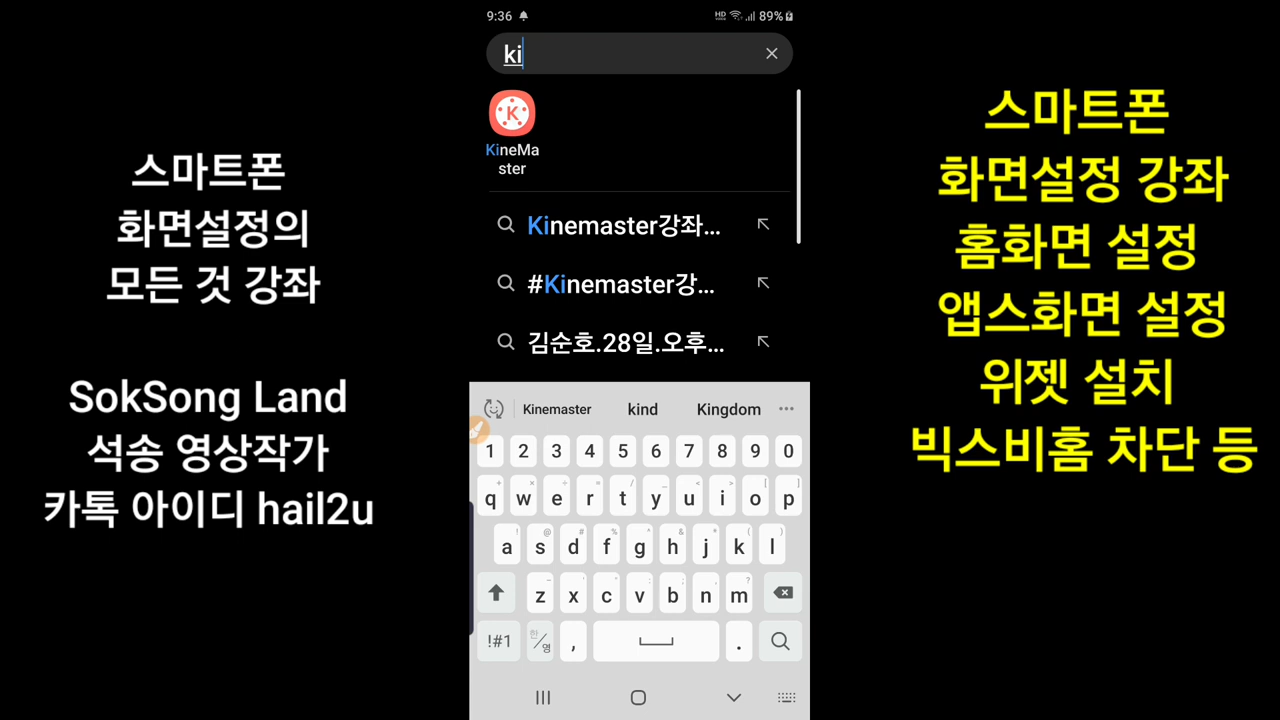 스마트폰
화면설정의
모든 것 강좌
SokSong Land
석송 영상작가
카톡 아이디 hail2u
9:36
89%
ki
KineMa
ster
Kinemaster강좌...
#Kinemaster강...
김순호.28일.오후...
Kinemaster kind Kingdom
1 2 3 4 5 6 7 8 9 0
q w e r t y u i o p
a s d f g h j k l
z x c v b n m
!#1 한/영 , .
스마트폰
화면설정 강좌
홈화면 설정
앱스화면 설정
위젯 설치
빅스비홈 차단 등